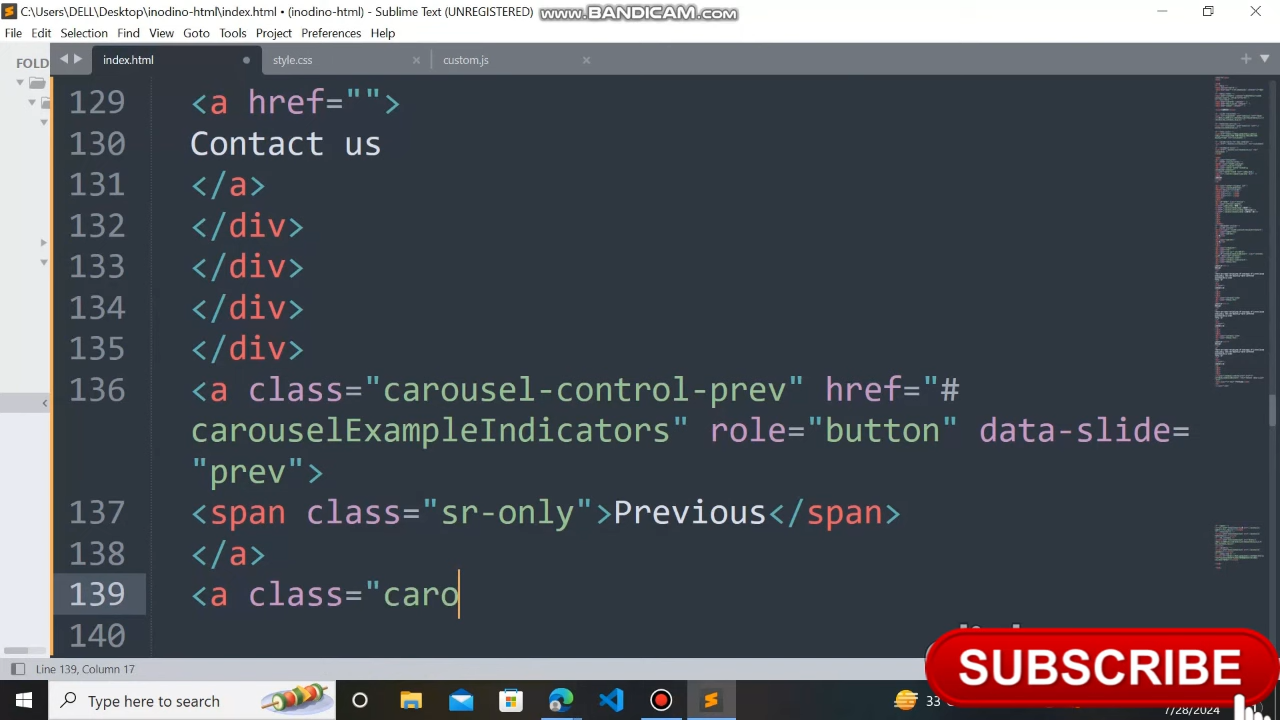 C:\Users\DELL\Desktop\inodino-html\index.html • (inodino-html) - Sublime Text (UNREGISTERED)
www.BANDICAM.com
File Edit Selection Find View Goto Tools Project Preferences Help
FOLD
index.html
style.css
custom.js
129 <a href="">
130 Contact us
131 </a>
132 </div>
133 </div>
134 </div>
135 </div>
136 <a class="carousel-control-prev" href="#
carouselExampleIndicators" role="button" data-slide=
"prev">
137 <span class="sr-only">Previous</span>
138 </a>
139 <a class="caro
140
Line 139, Column 17
SUBSCRIBE
Type here to search
33
7/28/2024